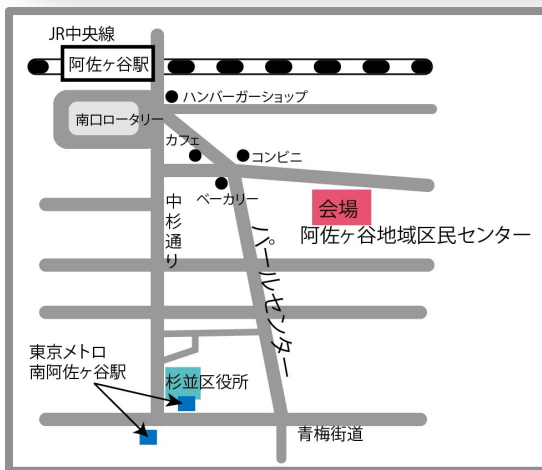 JR中央線
阿佐ヶ谷駅
ハンバーガーショップ
南口ロータリー
カフェ
コンビニ
ベーカリー
中杉通り
会場
阿佐ヶ谷地域区民センター
パールセンター
東京メトロ
南阿佐ヶ谷駅
杉並区役所
青梅街道